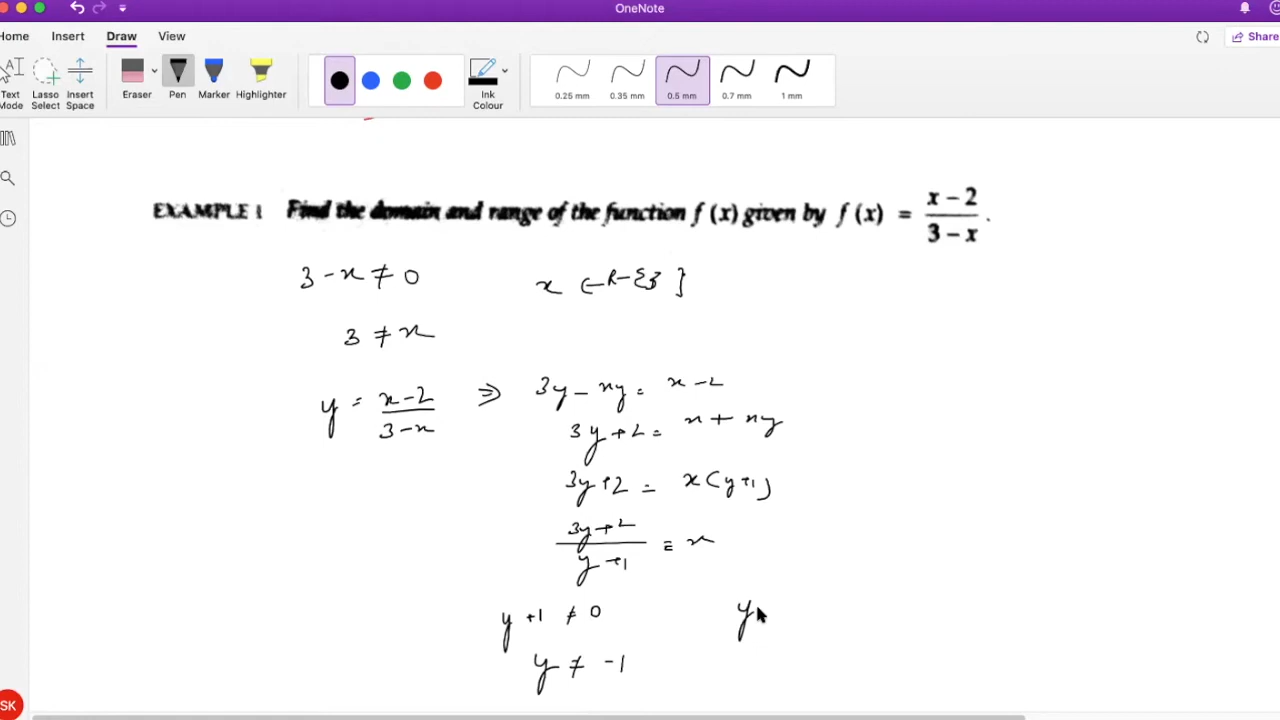 OneNote
Home Insert Draw View Share
Text Mode Lasso Select Insert Space Eraser Pen Marker Highlighter Ink Colour 0.25 mm 0.35 mm 0.5 mm 0.7 mm 1 mm
EXAMPLE 1 Find the domain and range of the function f (x) given by f (x) = (x – 2)/(3 – x).
3 - x ≠ 0 x ∈ R-{3}
3 ≠ x
y = (x-2)/(3-x) ⇒ 3y - xy = x - 2
3y + 2 = x + xy
3y + 2 = x(y+1)
(3y+2)/(y+1) = x
y + 1 ≠ 0 y
y ≠ -1
SK